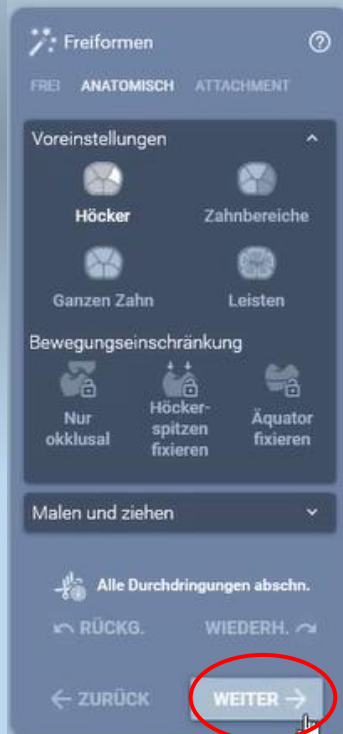 Freiformen
FREI ANATOMISCH ATTACHMENT
Voreinstellungen
Höcker Zahnbereiche
Ganzen Zahn Leisten
Bewegungseinschränkung
Nur
okklusal
Höcker-
spitzen
fixieren
Äquator
fixieren
Malen und ziehen
Alle Durchdringungen abschn.
RÜCKG. WIEDERH.
← ZURÜCK WEITER →